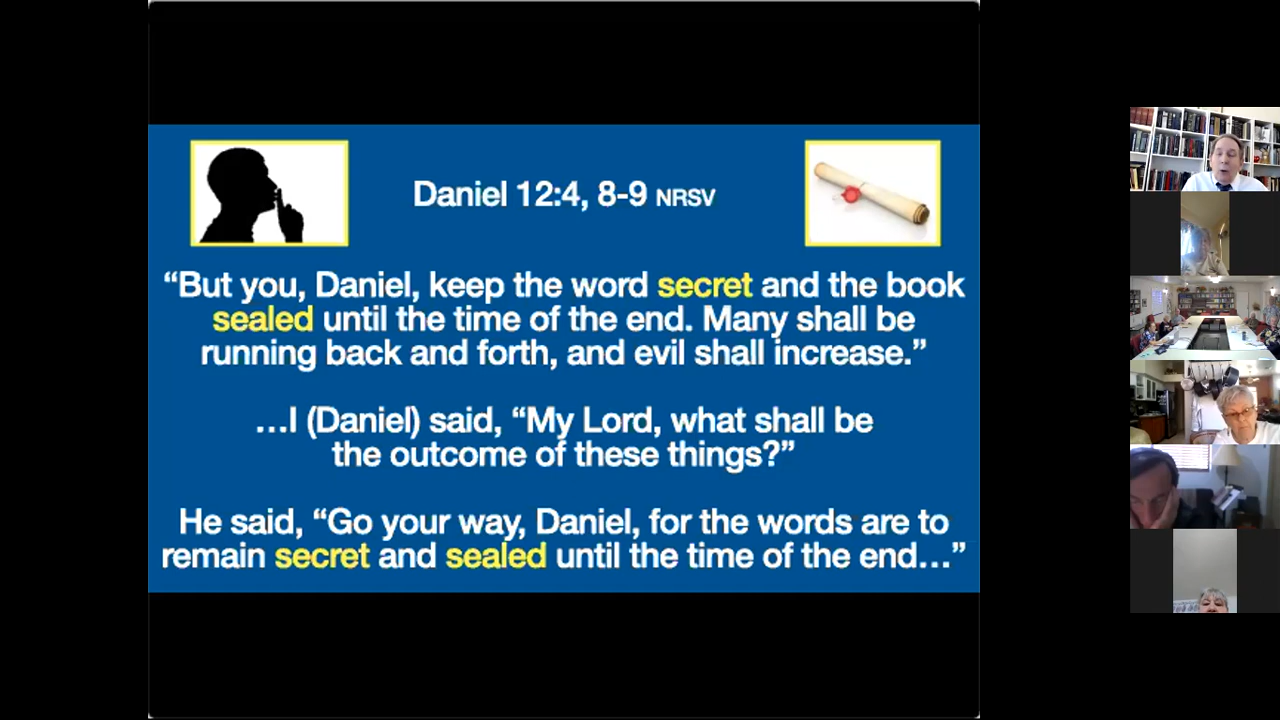 Daniel 12:4, 8-9 NRSV
“But you, Daniel, keep the word secret and the book
sealed until the time of the end. Many shall be
running back and forth, and evil shall increase.”
…I (Daniel) said, “My Lord, what shall be
the outcome of these things?”
He said, “Go your way, Daniel, for the words are to
remain secret and sealed until the time of the end…”